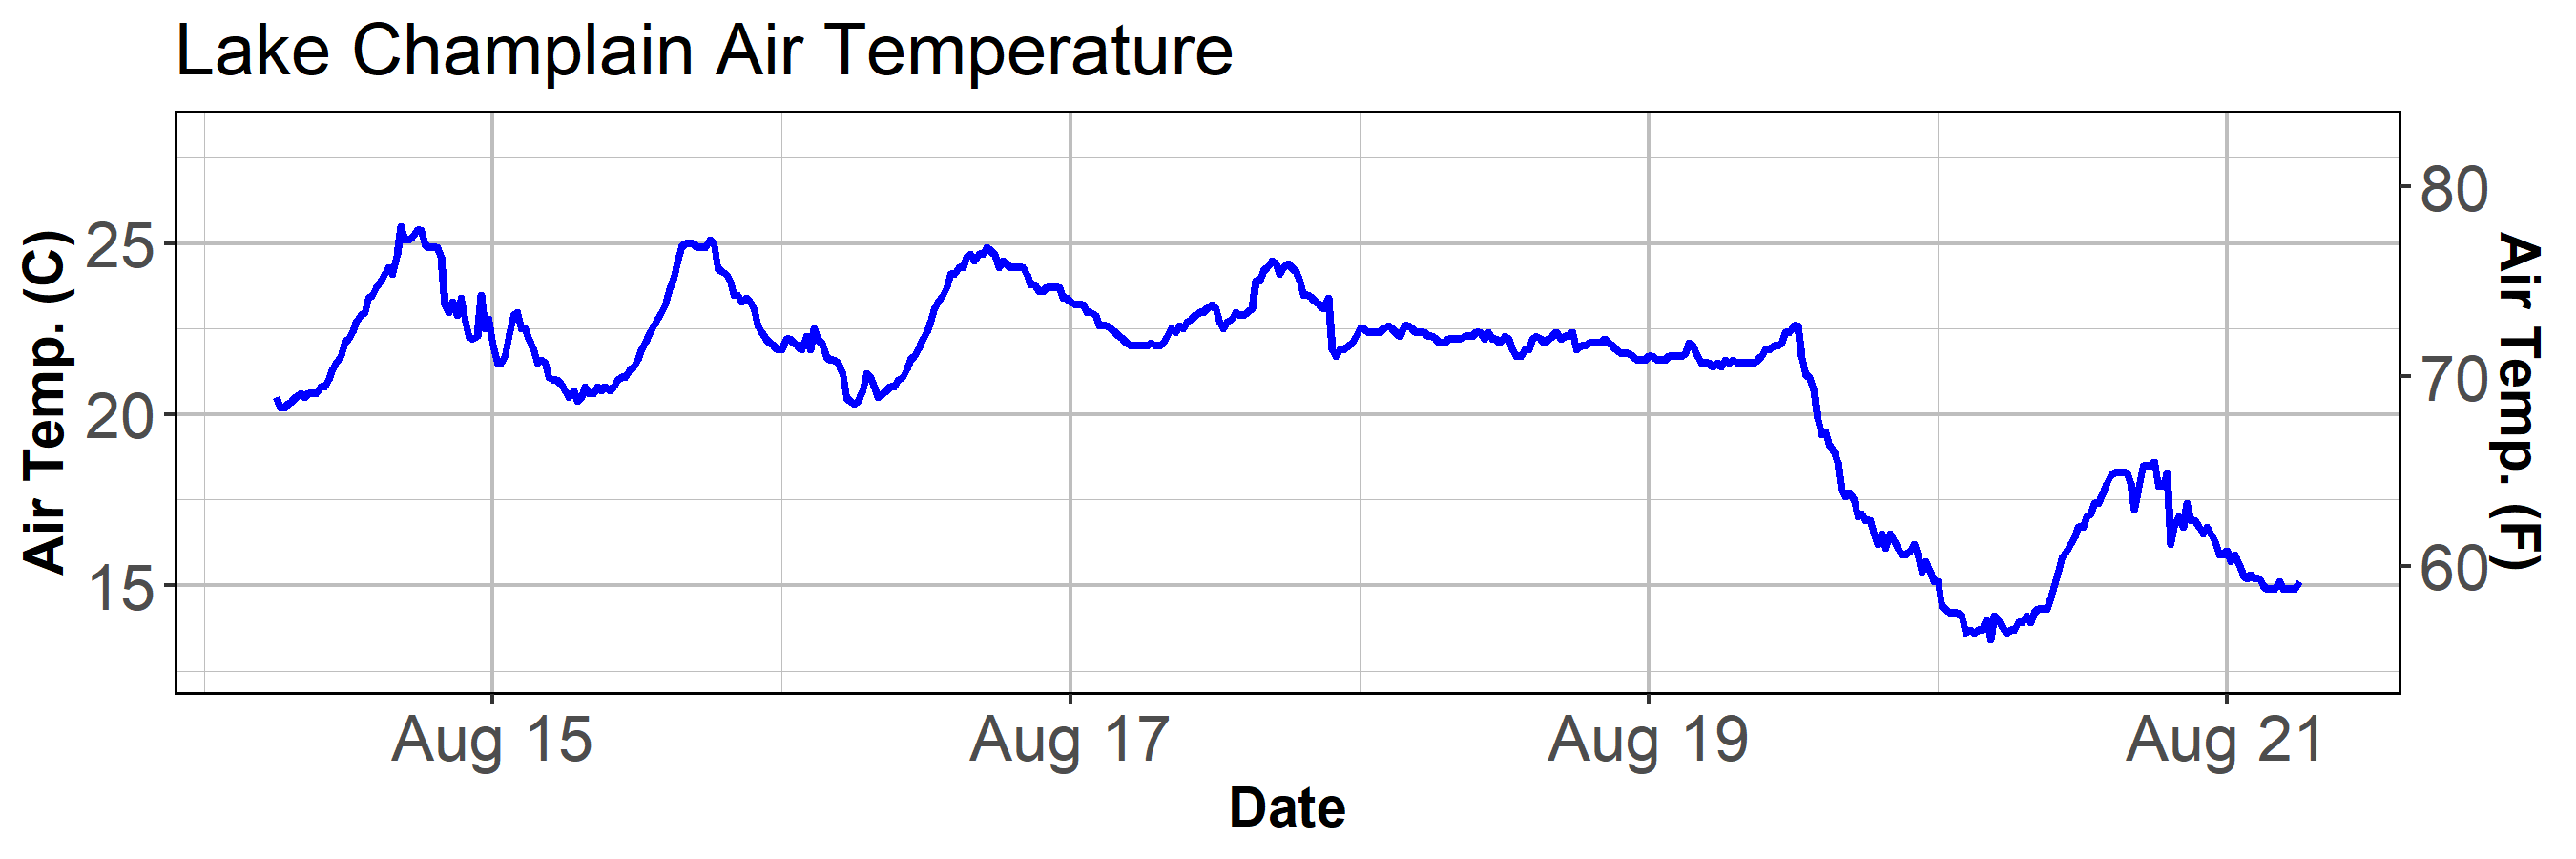 Lake Champlain Air Temperature
Air Temp. (C)
25
20
15
80
70
60
Air Temp. (F)
Aug 15
Aug 17
Aug 19
Aug 21
Date